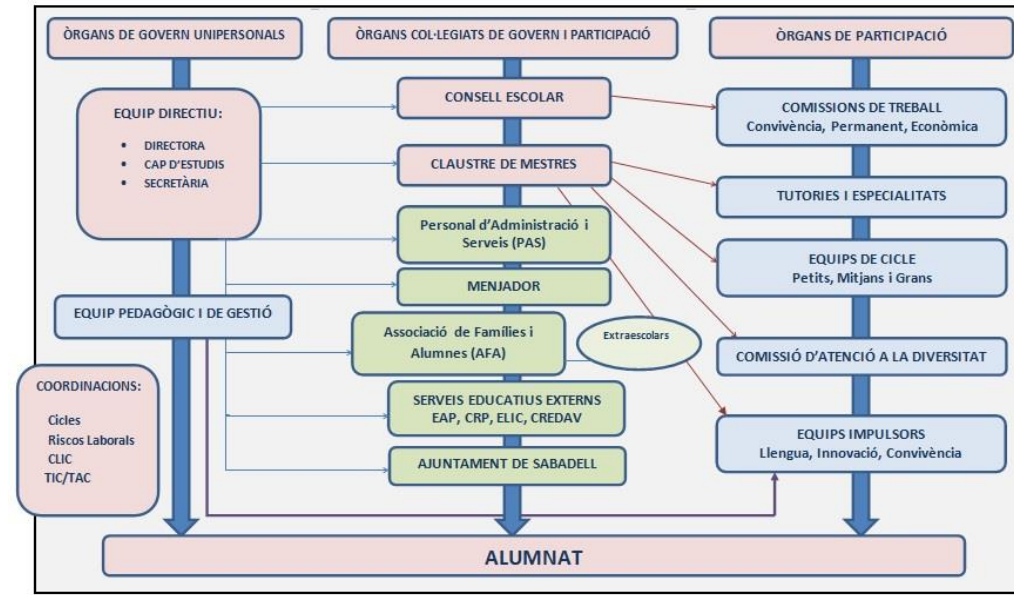 ÒRGANS DE GOVERN UNIPERSONALS
EQUIP DIRECTIU:
• DIRECTORA
• CAP D'ESTUDIS
• SECRETÀRIA
EQUIP PEDAGÒGIC I DE GESTIÓ
COORDINACIONS:
Cicles
Riscos Laborals
CLIC
TIC/TAC
ÒRGANS COL·LEGIATS DE GOVERN I PARTICIPACIÓ
CONSELL ESCOLAR
CLAUSTRE DE MESTRES
Personal d'Administració i
Serveis (PAS)
MENJADOR
Associació de Famílies i
Alumnes (AFA)
Extraescolars
SERVEIS EDUCATIUS EXTERNS
EAP, CRP, ELIC, CREDAV
AJUNTAMENT DE SABADELL
ÒRGANS DE PARTICIPACIÓ
COMISSIONS DE TREBALL
Convivència, Permanent, Econòmica
TUTORIES I ESPECIALITATS
EQUIPS DE CICLE
Petits, Mitjans i Grans
COMISSIÓ D'ATENCIÓ A LA DIVERSITAT
EQUIPS IMPULSORS
Llengua, Innovació, Convivència
ALUMNAT